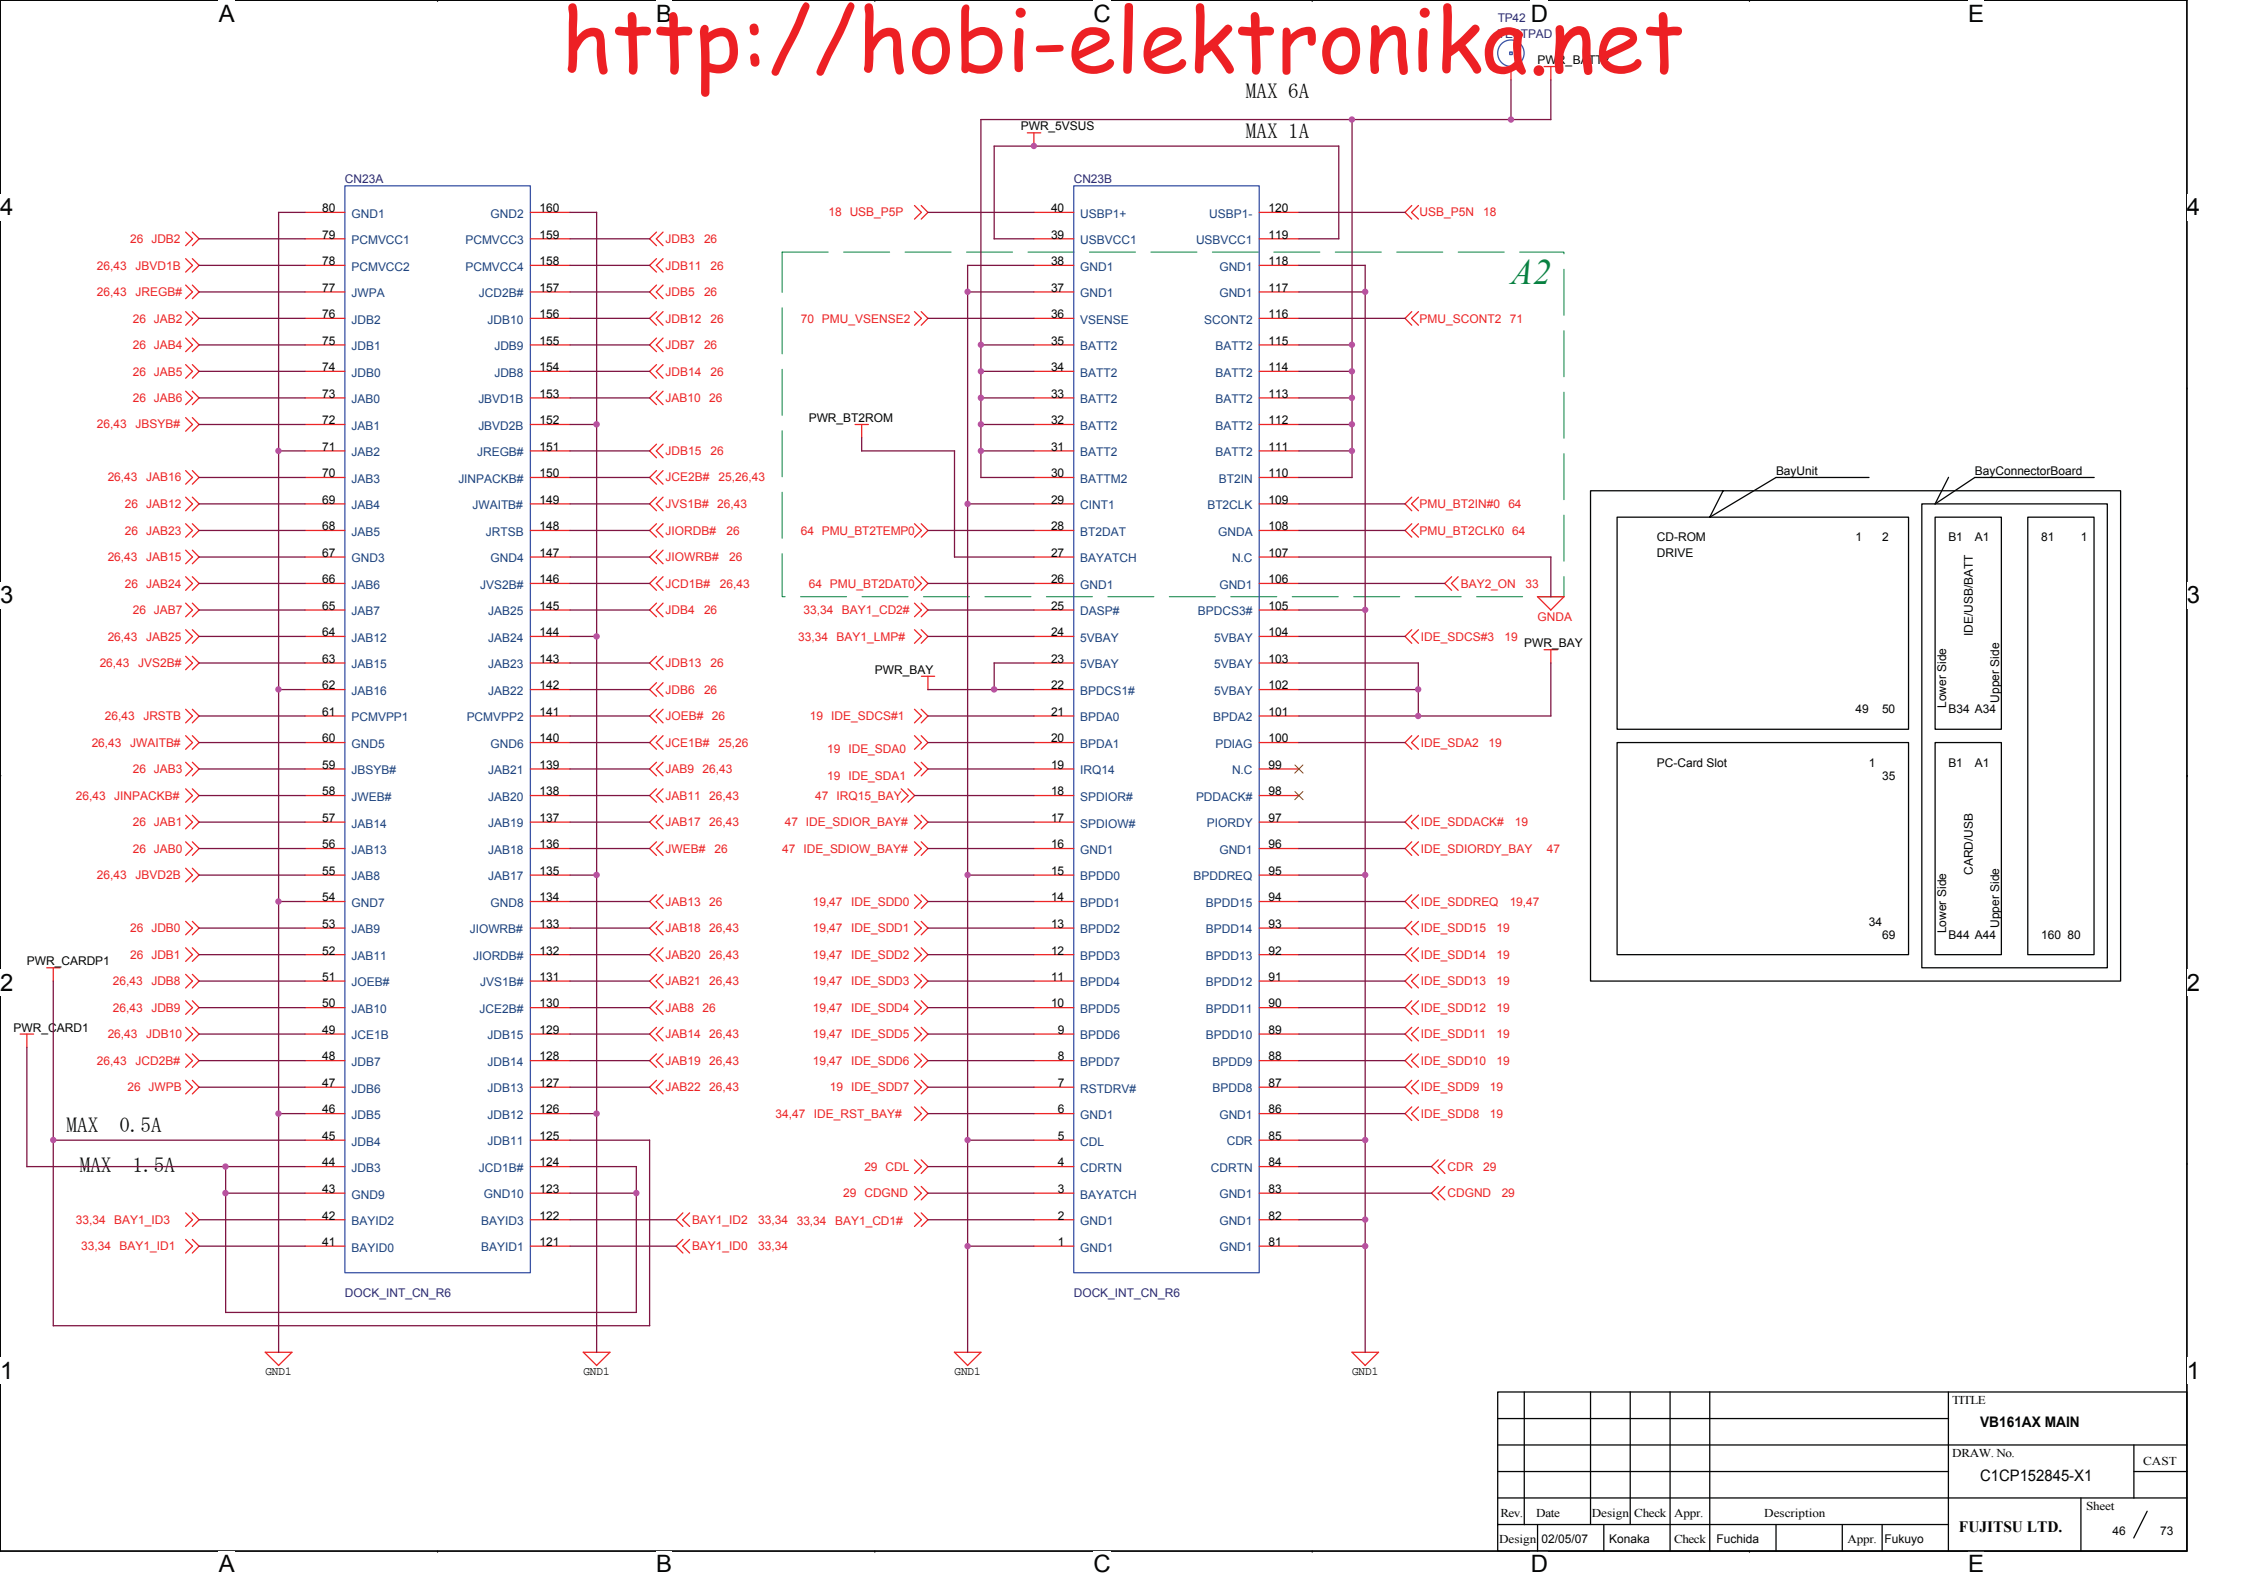 A B C D E
http://hobi-elektronika.net
TP42
PWR_BATT
MAX 6A
PWR_5VSUS
MAX 1A
CN23A
CN23B
4
4
80 GND1 GND2 160
18 USB_P5P 40 USBP1+ USBP1- 120 USB_P5N 18
26 JDB2 79 PCMVCC1 PCMVCC3 159 JDB3 26
39 USBVCC1 USBVCC1 119
26,43 JBVD1B 78 PCMVCC2 PCMVCC4 158 JDB11 26
38 GND1 GND1 118
A2
26,43 JREGB# 77 JWPA JCD2B# 157 JDB5 26
37 GND1 GND1 117
26 JAB2 76 JDB2 JDB10 156 JDB12 26
70 PMU_VSENSE2 36 VSENSE SCONT2 116 PMU_SCONT2 71
26 JAB4 75 JDB1 JDB9 155 JDB7 26
35 BATT2 BATT2 115
26 JAB5 74 JDB0 JDB8 154 JDB14 26
34 BATT2 BATT2 114
26 JAB6 73 JAB0 JBVD1B 153 JAB10 26
33 BATT2 BATT2 113
PWR_BT2ROM
26,43 JBSYB# 72 JAB1 JBVD2B 152
32 BATT2 BATT2 112
71 JAB2 JREGB# 151 JDB15 26
31 BATT2 BATT2 111
26,43 JAB16 70 JAB3 JINPACKB# 150 JCE2B# 25,26,43
30 BATTM2 BT2IN 110
26 JAB12 69 JAB4 JWAITB# 149 JVS1B# 26,43
29 CINT1 BT2CLK 109 PMU_BT2IN#0 64
26 JAB23 68 JAB5 JRTSB 148 JIORDB# 26
64 PMU_BT2TEMP0 28 BT2DAT GNDA 108 PMU_BT2CLK0 64
26,43 JAB15 67 GND3 GND4 147 JIOWRB# 26
27 BAYATCH N.C 107
26 JAB24 66 JAB6 JVS2B# 146 JCD1B# 26,43
64 PMU_BT2DAT0 26 GND1 GND1 106 BAY2_ON 33
3
3
26 JAB7 65 JAB7 JAB25 145 JDB4 26
33,34 BAY1_CD2# 25 DASP# BPDCS3# 105
GNDA
26,43 JAB25 64 JAB12 JAB24 144
33,34 BAY1_LMP# 24 5VBAY 5VBAY 104 IDE_SDCS#3 19
PWR_BAY
26,43 JVS2B# 63 JAB15 JAB23 143 JDB13 26
PWR_BAY
23 5VBAY 5VBAY 103
62 JAB16 JAB22 142 JDB6 26
22 BPDCS1# 5VBAY 102
26,43 JRSTB 61 PCMVPP1 PCMVPP2 141 JOEB# 26
19 IDE_SDCS#1 21 BPDA0 BPDA2 101
26,43 JWAITB# 60 GND5 GND6 140 JCE1B# 25,26
19 IDE_SDA0 20 BPDA1 PDIAG 100 IDE_SDA2 19
26 JAB3 59 JBSYB# JAB21 139 JAB9 26,43
19 IDE_SDA1 19 IRQ14 N.C 99
26,43 JINPACKB# 58 JWEB# JAB20 138 JAB11 26,43
47 IRQ15_BAY 18 SPDIOR# PDDACK# 98
26 JAB1 57 JAB14 JAB19 137 JAB17 26,43
47 IDE_SDIOR_BAY# 17 SPDIOW# PIORDY 97 IDE_SDDACK# 19
26 JAB0 56 JAB13 JAB18 136 JWEB# 26
47 IDE_SDIOW_BAY# 16 GND1 GND1 96 IDE_SDIORDY_BAY 47
26,43 JBVD2B 55 JAB8 JAB17 135
15 BPDD0 BPDDREQ 95
54 GND7 GND8 134 JAB13 26
19,47 IDE_SDD0 14 BPDD1 BPDD15 94 IDE_SDDREQ 19,47
26 JDB0 53 JAB9 JIOWRB# 133 JAB18 26,43
19,47 IDE_SDD1 13 BPDD2 BPDD14 93 IDE_SDD15 19
26 JDB1 52 JAB11 JIORDB# 132 JAB20 26,43
19,47 IDE_SDD2 12 BPDD3 BPDD13 92 IDE_SDD14 19
PWR_CARDP1
26,43 JDB8 51 JOEB# JVS1B# 131 JAB21 26,43
19,47 IDE_SDD3 11 BPDD4 BPDD12 91 IDE_SDD13 19
2
2
26,43 JDB9 50 JAB10 JCE2B# 130 JAB8 26
19,47 IDE_SDD4 10 BPDD5 BPDD11 90 IDE_SDD12 19
PWR_CARD1
26,43 JDB10 49 JCE1B JDB15 129 JAB14 26,43
19,47 IDE_SDD5 9 BPDD6 BPDD10 89 IDE_SDD11 19
26,43 JCD2B# 48 JDB7 JDB14 128 JAB19 26,43
19,47 IDE_SDD6 8 BPDD7 BPDD9 88 IDE_SDD10 19
26 JWPB 47 JDB6 JDB13 127 JAB22 26,43
19 IDE_SDD7 7 RSTDRV# BPDD8 87 IDE_SDD9 19
46 JDB5 JDB12 126
34,47 IDE_RST_BAY# 6 GND1 GND1 86 IDE_SDD8 19
MAX 0.5A
45 JDB4 JDB11 125
5 CDL CDR 85
MAX 1.5A
44 JDB3 JCD1B# 124
29 CDL 4 CDRTN CDRTN 84 CDR 29
43 GND9 GND10 123
29 CDGND 3 BAYATCH GND1 83 CDGND 29
33,34 BAY1_ID3 42 BAYID2 BAYID3 122 BAY1_ID2 33,34
33,34 BAY1_CD1# 2 GND1 GND1 82
33,34 BAY1_ID1 41 BAYID0 BAYID1 121 BAY1_ID0 33,34
1 GND1 GND1 81
DOCK_INT_CN_R6
DOCK_INT_CN_R6
GND1 GND1 GND1 GND1
1
1
BayUnit
BayConnectorBoard
CD-ROM
DRIVE
1 2
49 50
PC-Card Slot
1
35
34
69
B1 A1
IDE/USB/BATT
Lower Side
Upper Side
B34 A34
B1 A1
CARD/USB
Lower Side
Upper Side
B44 A44
81 1
160 80
TITLE
VB161AX MAIN
DRAW. No.
C1CP152845-X1
CAST
Rev. Date Design Check Appr. Description
FUJITSU LTD.
Sheet
46 / 73
Design 02/05/07 Konaka Check Fuchida Appr. Fukuyo
A B C D E